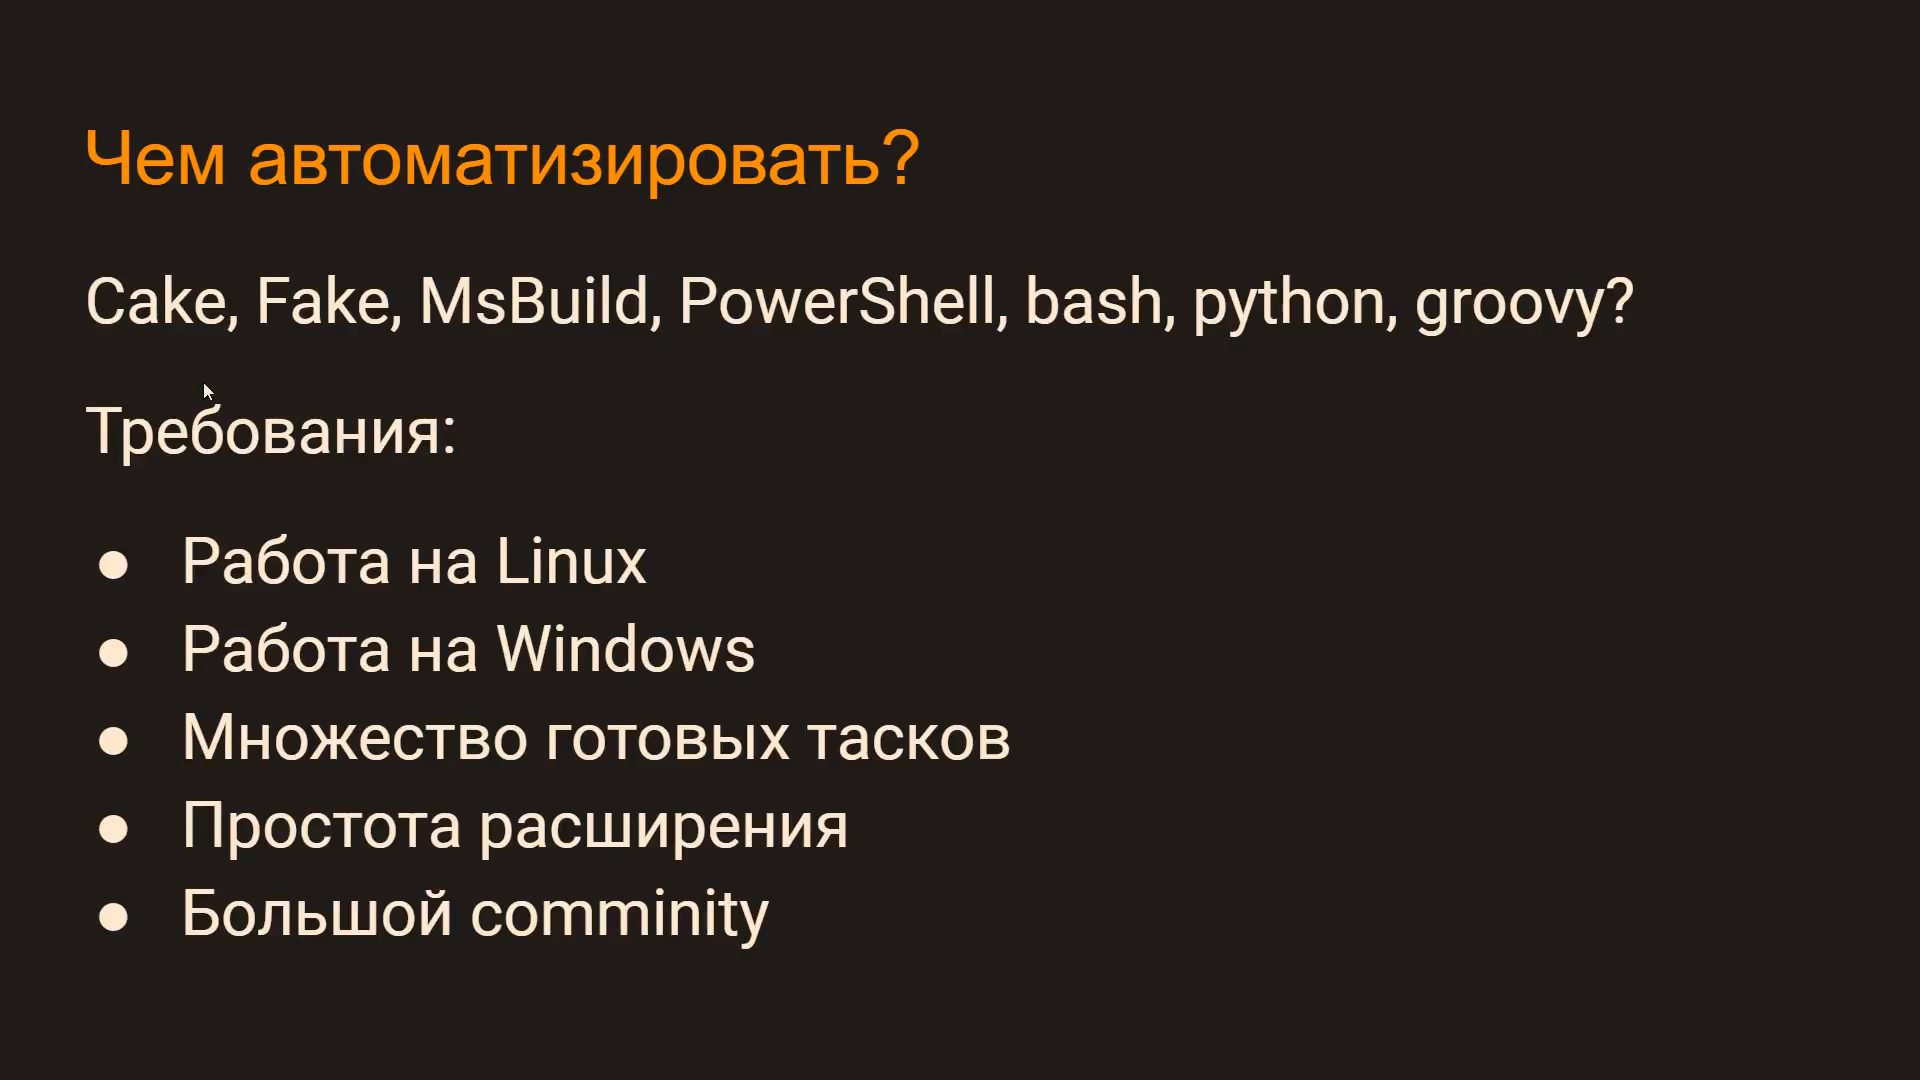 Чем автоматизировать?
Cake, Fake, MsBuild, PowerShell, bash, python, groovy?
Требования:
● Работа на Linux
● Работа на Windows
● Множество готовых тасков
● Простота расширения
● Большой comminity